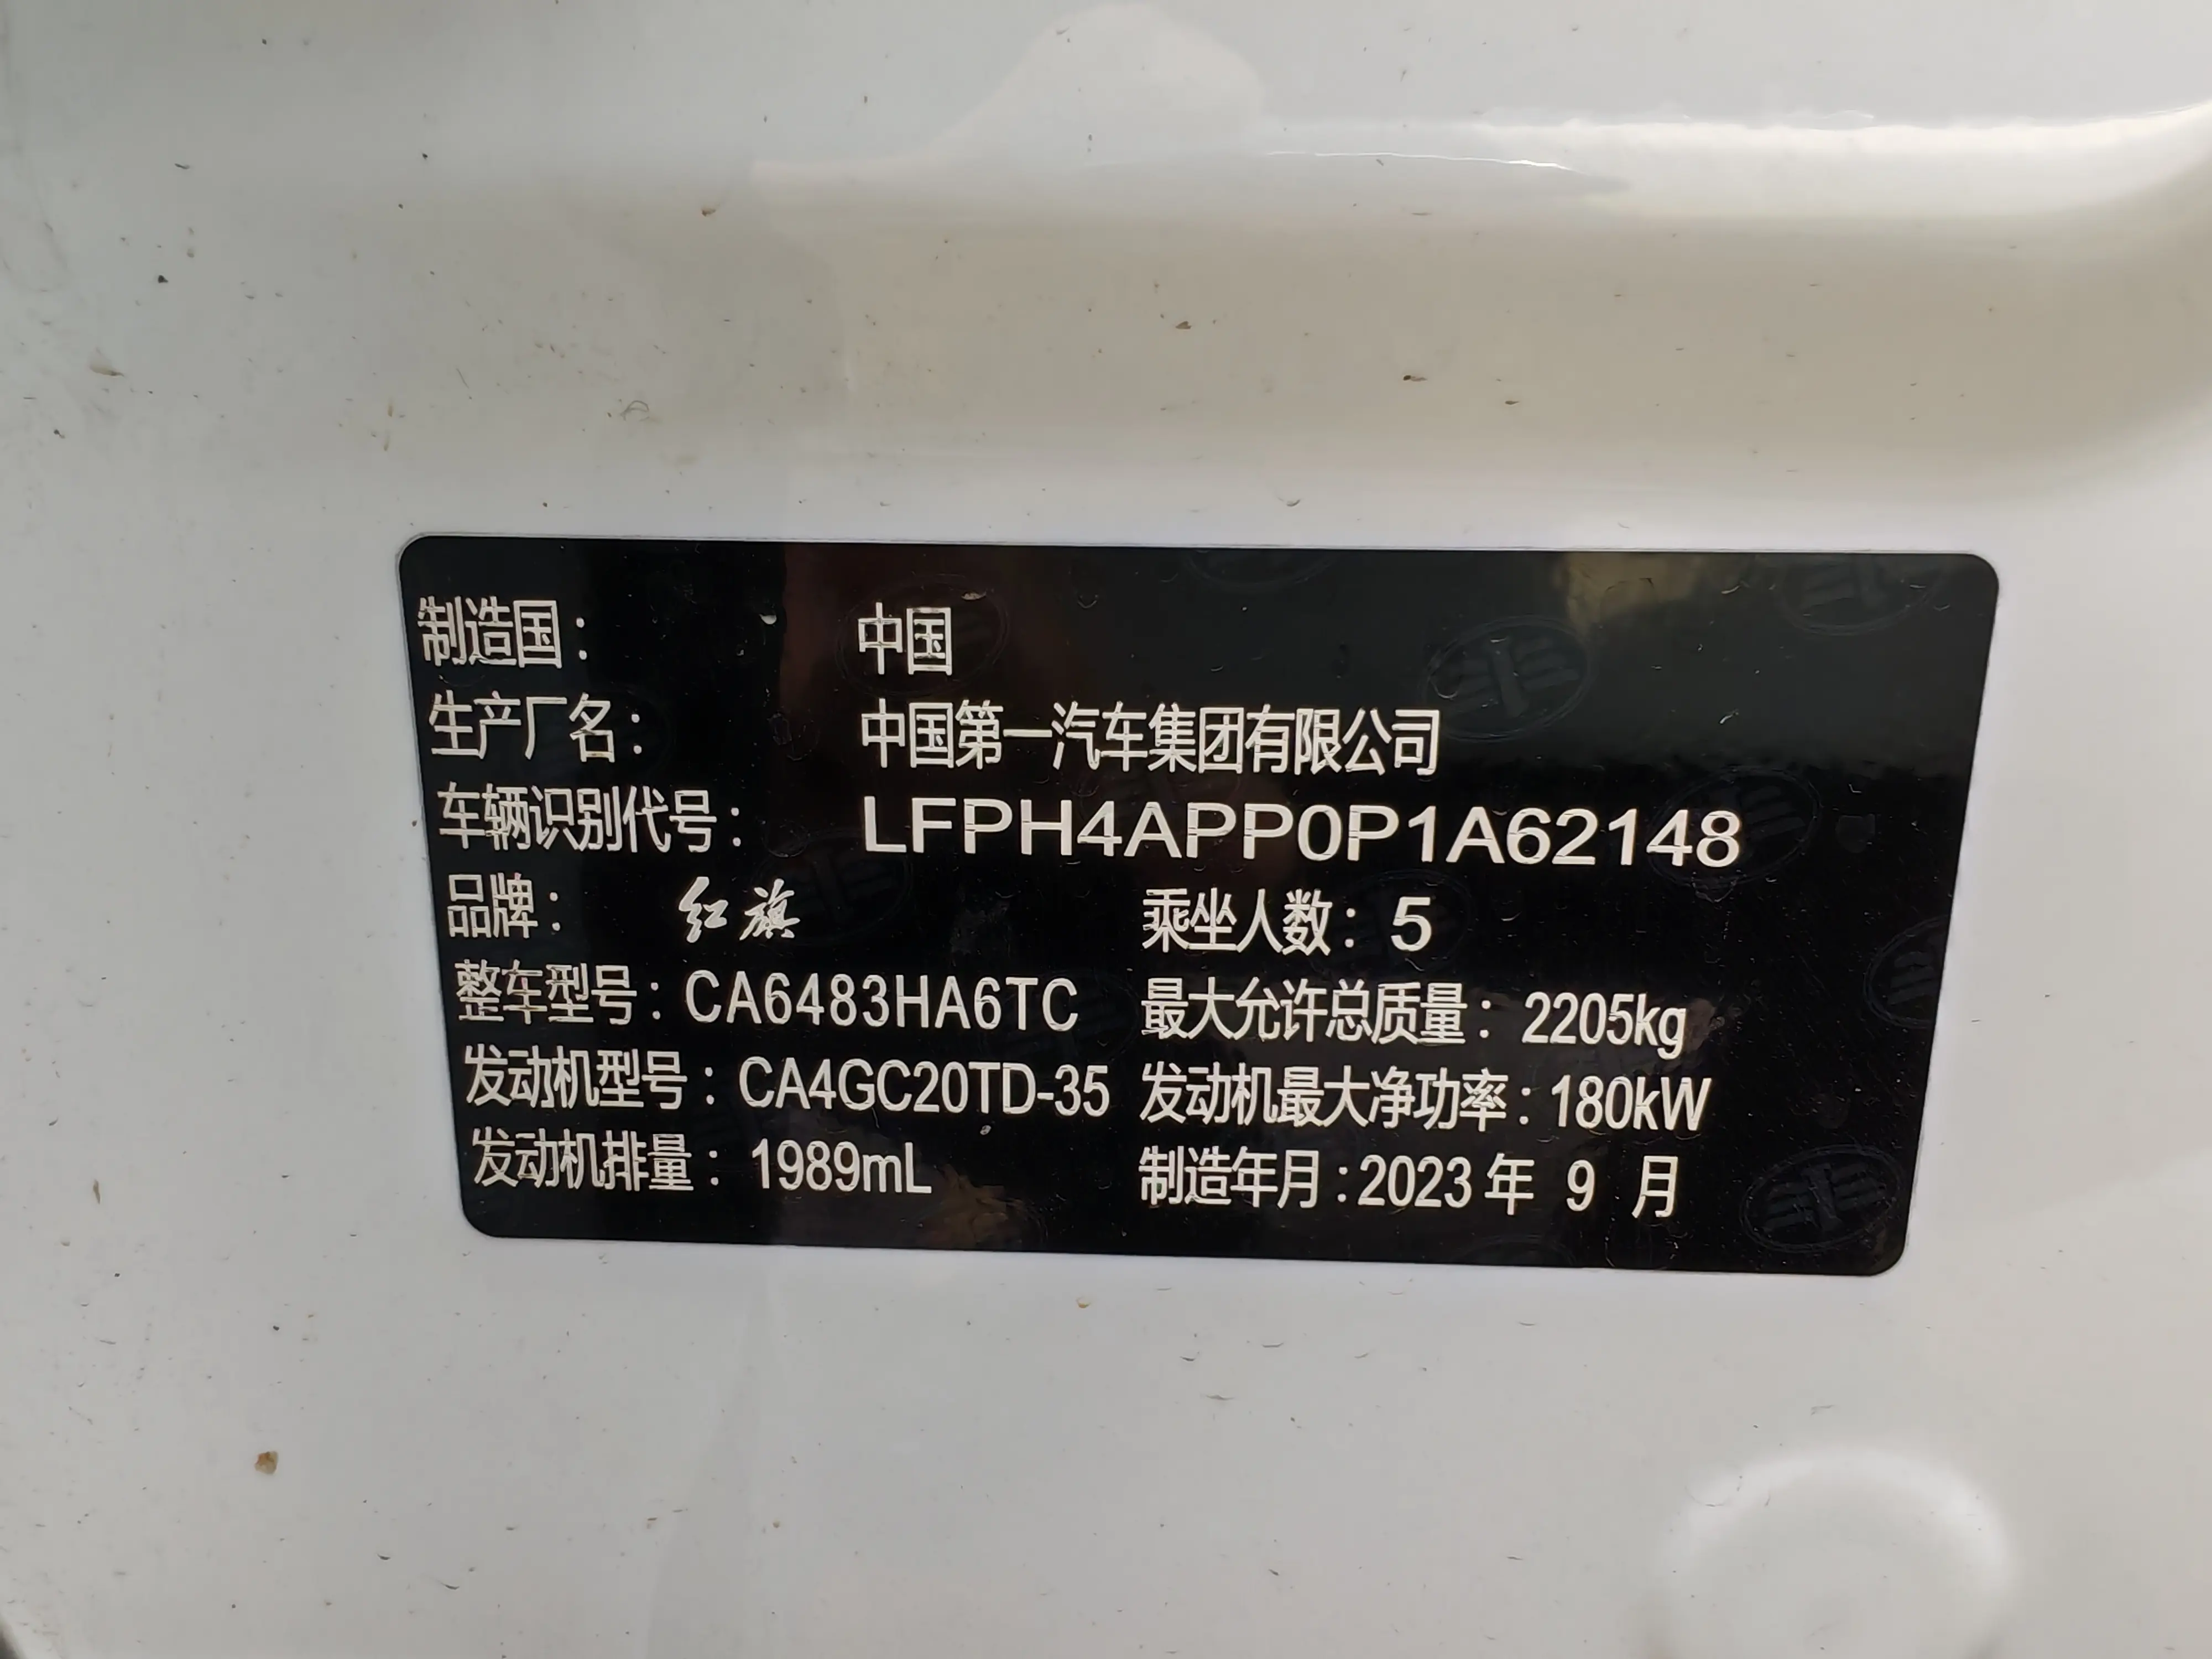 制造国： 中国
生产厂名： 中国第一汽车集团有限公司
车辆识别代号： LFPH4APP0P1A62148
品牌： 红旗 乘坐人数：5
整车型号：CA6483HA6TC 最大允许总质量：2205kg
发动机型号：CA4GC20TD-35 发动机最大净功率：180kW
发动机排量：1989mL 制造年月：2023年 9 月